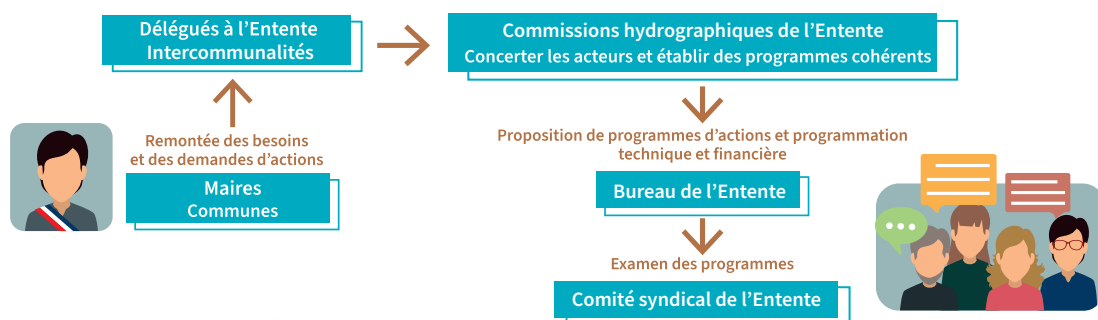 Délégués à l'Entente
Intercommunalités
Commissions hydrographiques de l'Entente
Concerter les acteurs et établir des programmes cohérents
Remontée des besoins
et des demandes d'actions
Maires
Communes
Proposition de programmes d'actions et programmation
technique et financière
Bureau de l'Entente
Examen des programmes
Comité syndical de l'Entente